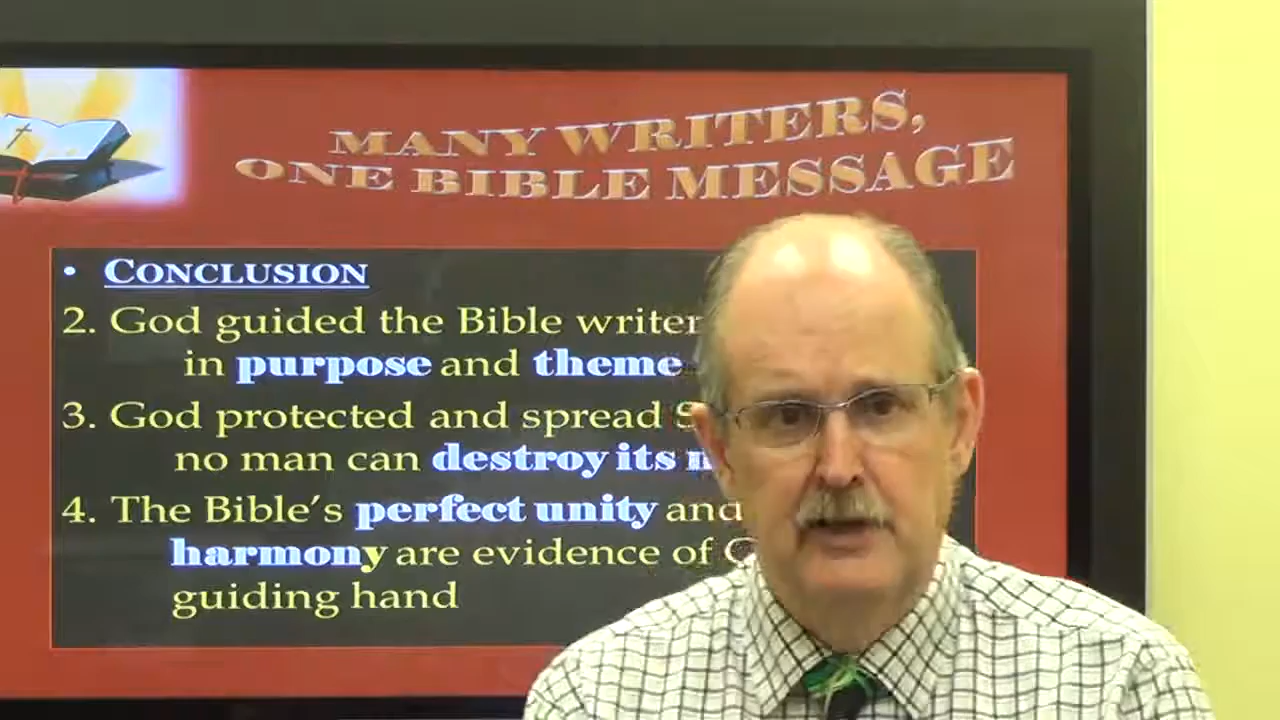 MANY WRITERS,
ONE BIBLE MESSAGE
• CONCLUSION
2. God guided the Bible writer
in purpose and theme
3. God protected and spread S
no man can destroy its
4. The Bible's perfect unity and
harmony are evidence of
guiding hand